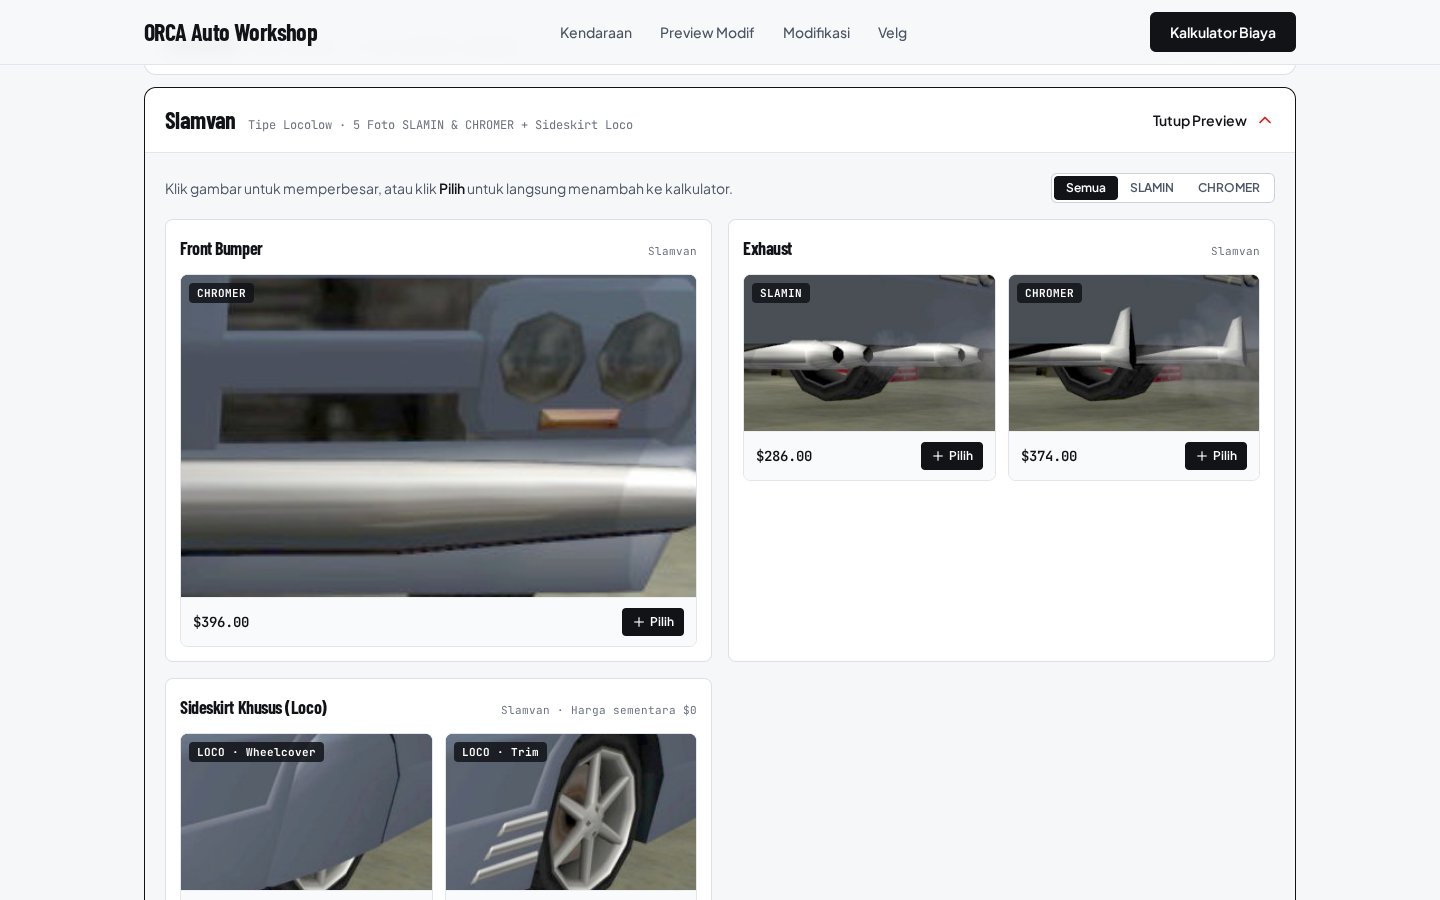 ORCA Auto Workshop
Kendaraan
Preview Modif
Modifikasi
Velg
Kalkulator Biaya
Slamvan
Tipe Locolow · 5 Foto SLAMIN & CHROMER + Sideskirt Loco
Tutup Preview
Klik gambar untuk memperbesar, atau klik Pilih untuk langsung menambah ke kalkulator.
Semua
SLAMIN
CHROMER
Front Bumper
Slamvan
CHROMER
$396.00
+ Pilih
Exhaust
Slamvan
SLAMIN
$286.00
+ Pilih
CHROMER
$374.00
+ Pilih
Sideskirt Khusus (Loco)
Slamvan · Harga sementara $0
LOCO · Wheelcover
LOCO · Trim